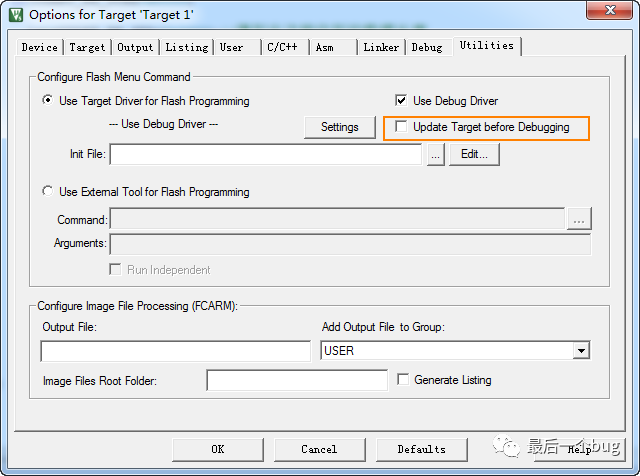 Options for Target 'Target 1'
Device Target Output Listing User C/C++ Asm Linker Debug Utilities
Configure Flash Menu Command
Use Target Driver for Flash Programming Use Debug Driver
--- Use Debug Driver --- Settings Update Target before Debugging
Init File: ... Edit...
Use External Tool for Flash Programming
Command: ...
Arguments:
Run Independent
Configure Image File Processing (FCARM):
Output File: Add Output File to Group:
USER
Image Files Root Folder: Generate Listing
OK Cancel Defaults Help
最后一个bug